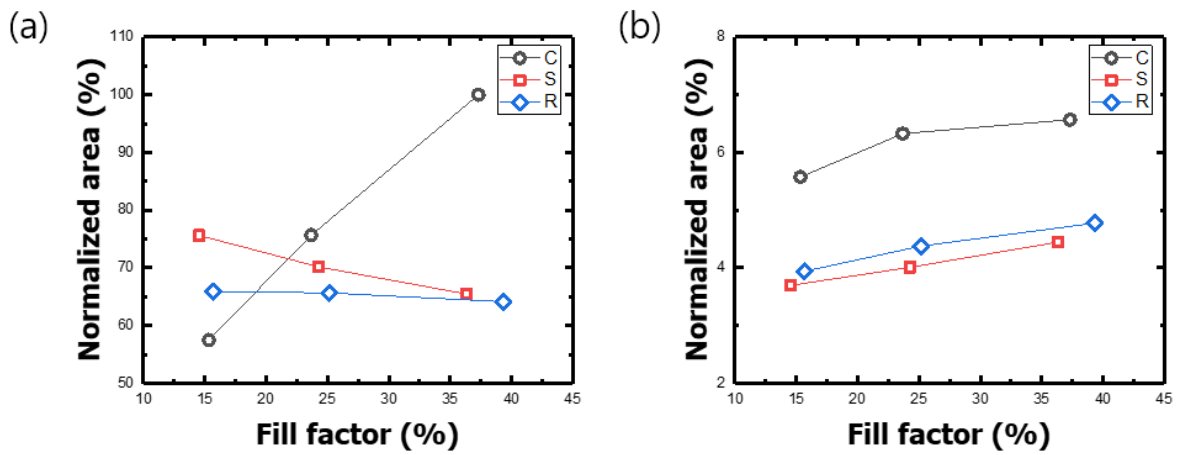 (a)
Normalized area (%)
110
100
90
80
70
60
50
10 15 20 25 30 35 40 45
Fill factor (%)
C
S
R
(b)
Normalized area (%)
8
6
4
2
10 15 20 25 30 35 40 45
Fill factor (%)
C
S
R